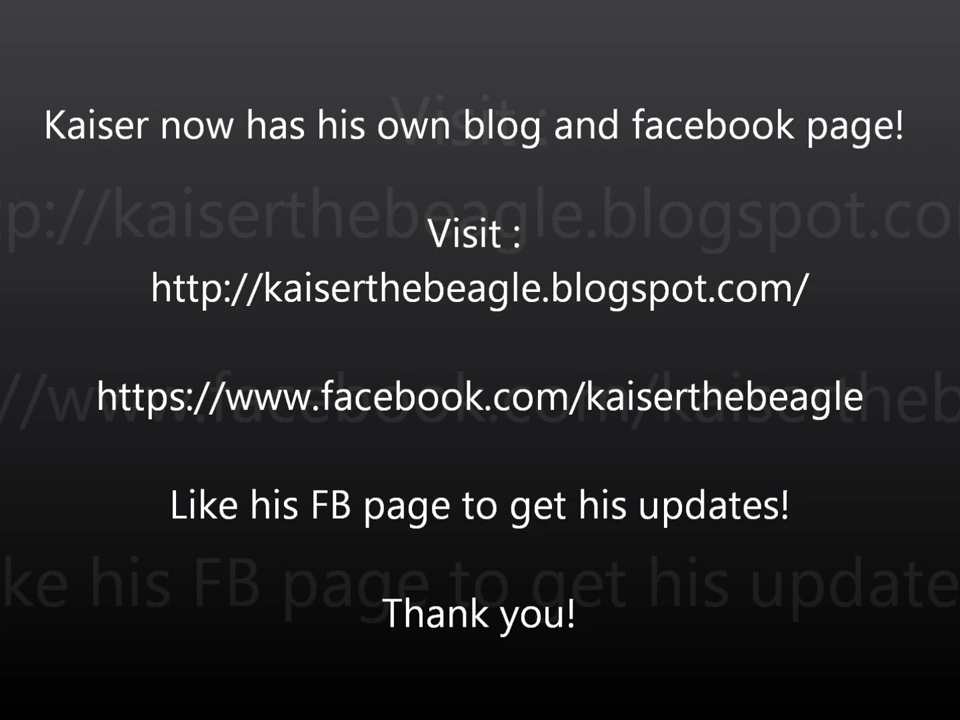 Kaiser now has his own blog and facebook page!
Visit :
http://kaiserthebeagle.blogspot.com/
https://www.facebook.com/kaiserthebeagle
Like his FB page to get his updates!
Thank you!